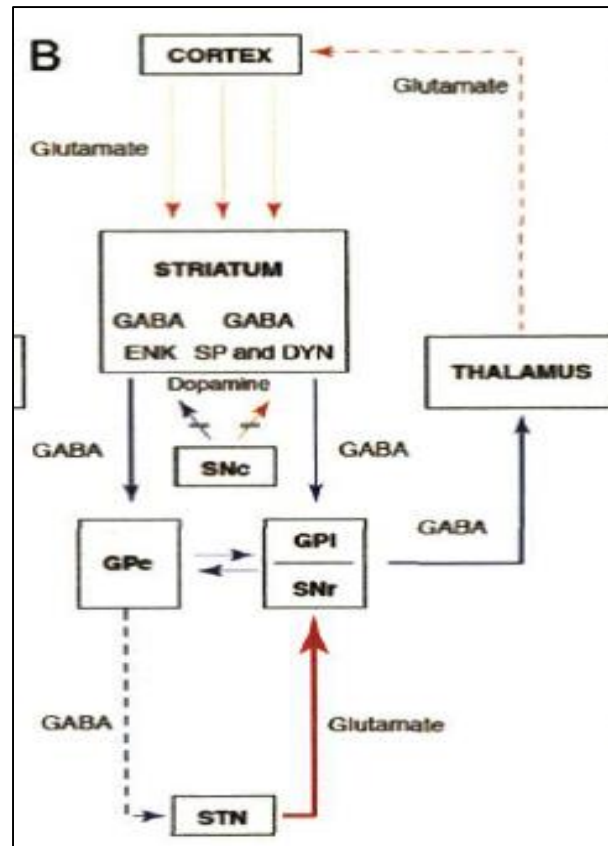 B
CORTEX
Glutamate
Glutamate
STRIATUM
GABA GABA
ENK SP and DYN
Dopamine
THALAMUS
GABA
SNc
GABA
GABA
GPe
GPI
SNr
GABA
Glutamate
STN